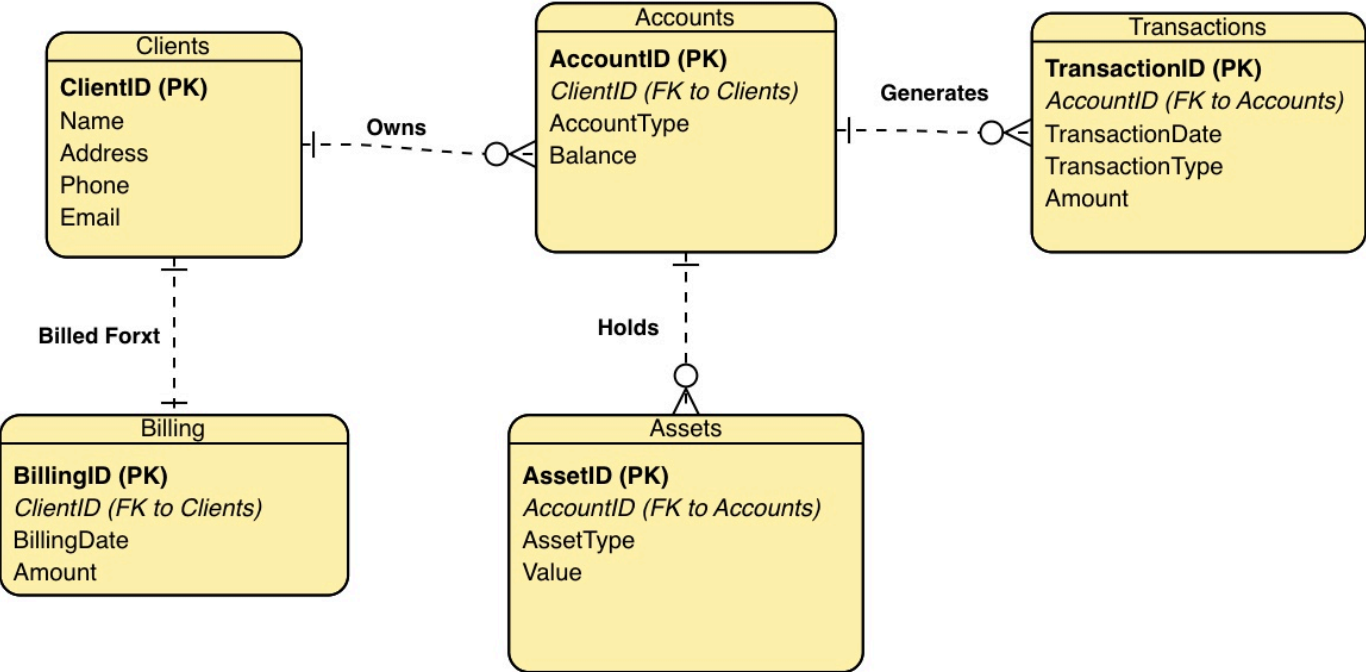 Clients
ClientID (PK)
Name
Address
Phone
Email
Owns
Accounts
AccountID (PK)
ClientID (FK to Clients)
AccountType
Balance
Generates
Transactions
TransactionID (PK)
AccountID (FK to Accounts)
TransactionDate
TransactionType
Amount
Billed Forxt
Holds
Billing
BillingID (PK)
ClientID (FK to Clients)
BillingDate
Amount
Assets
AssetID (PK)
AccountID (FK to Accounts)
AssetType
Value